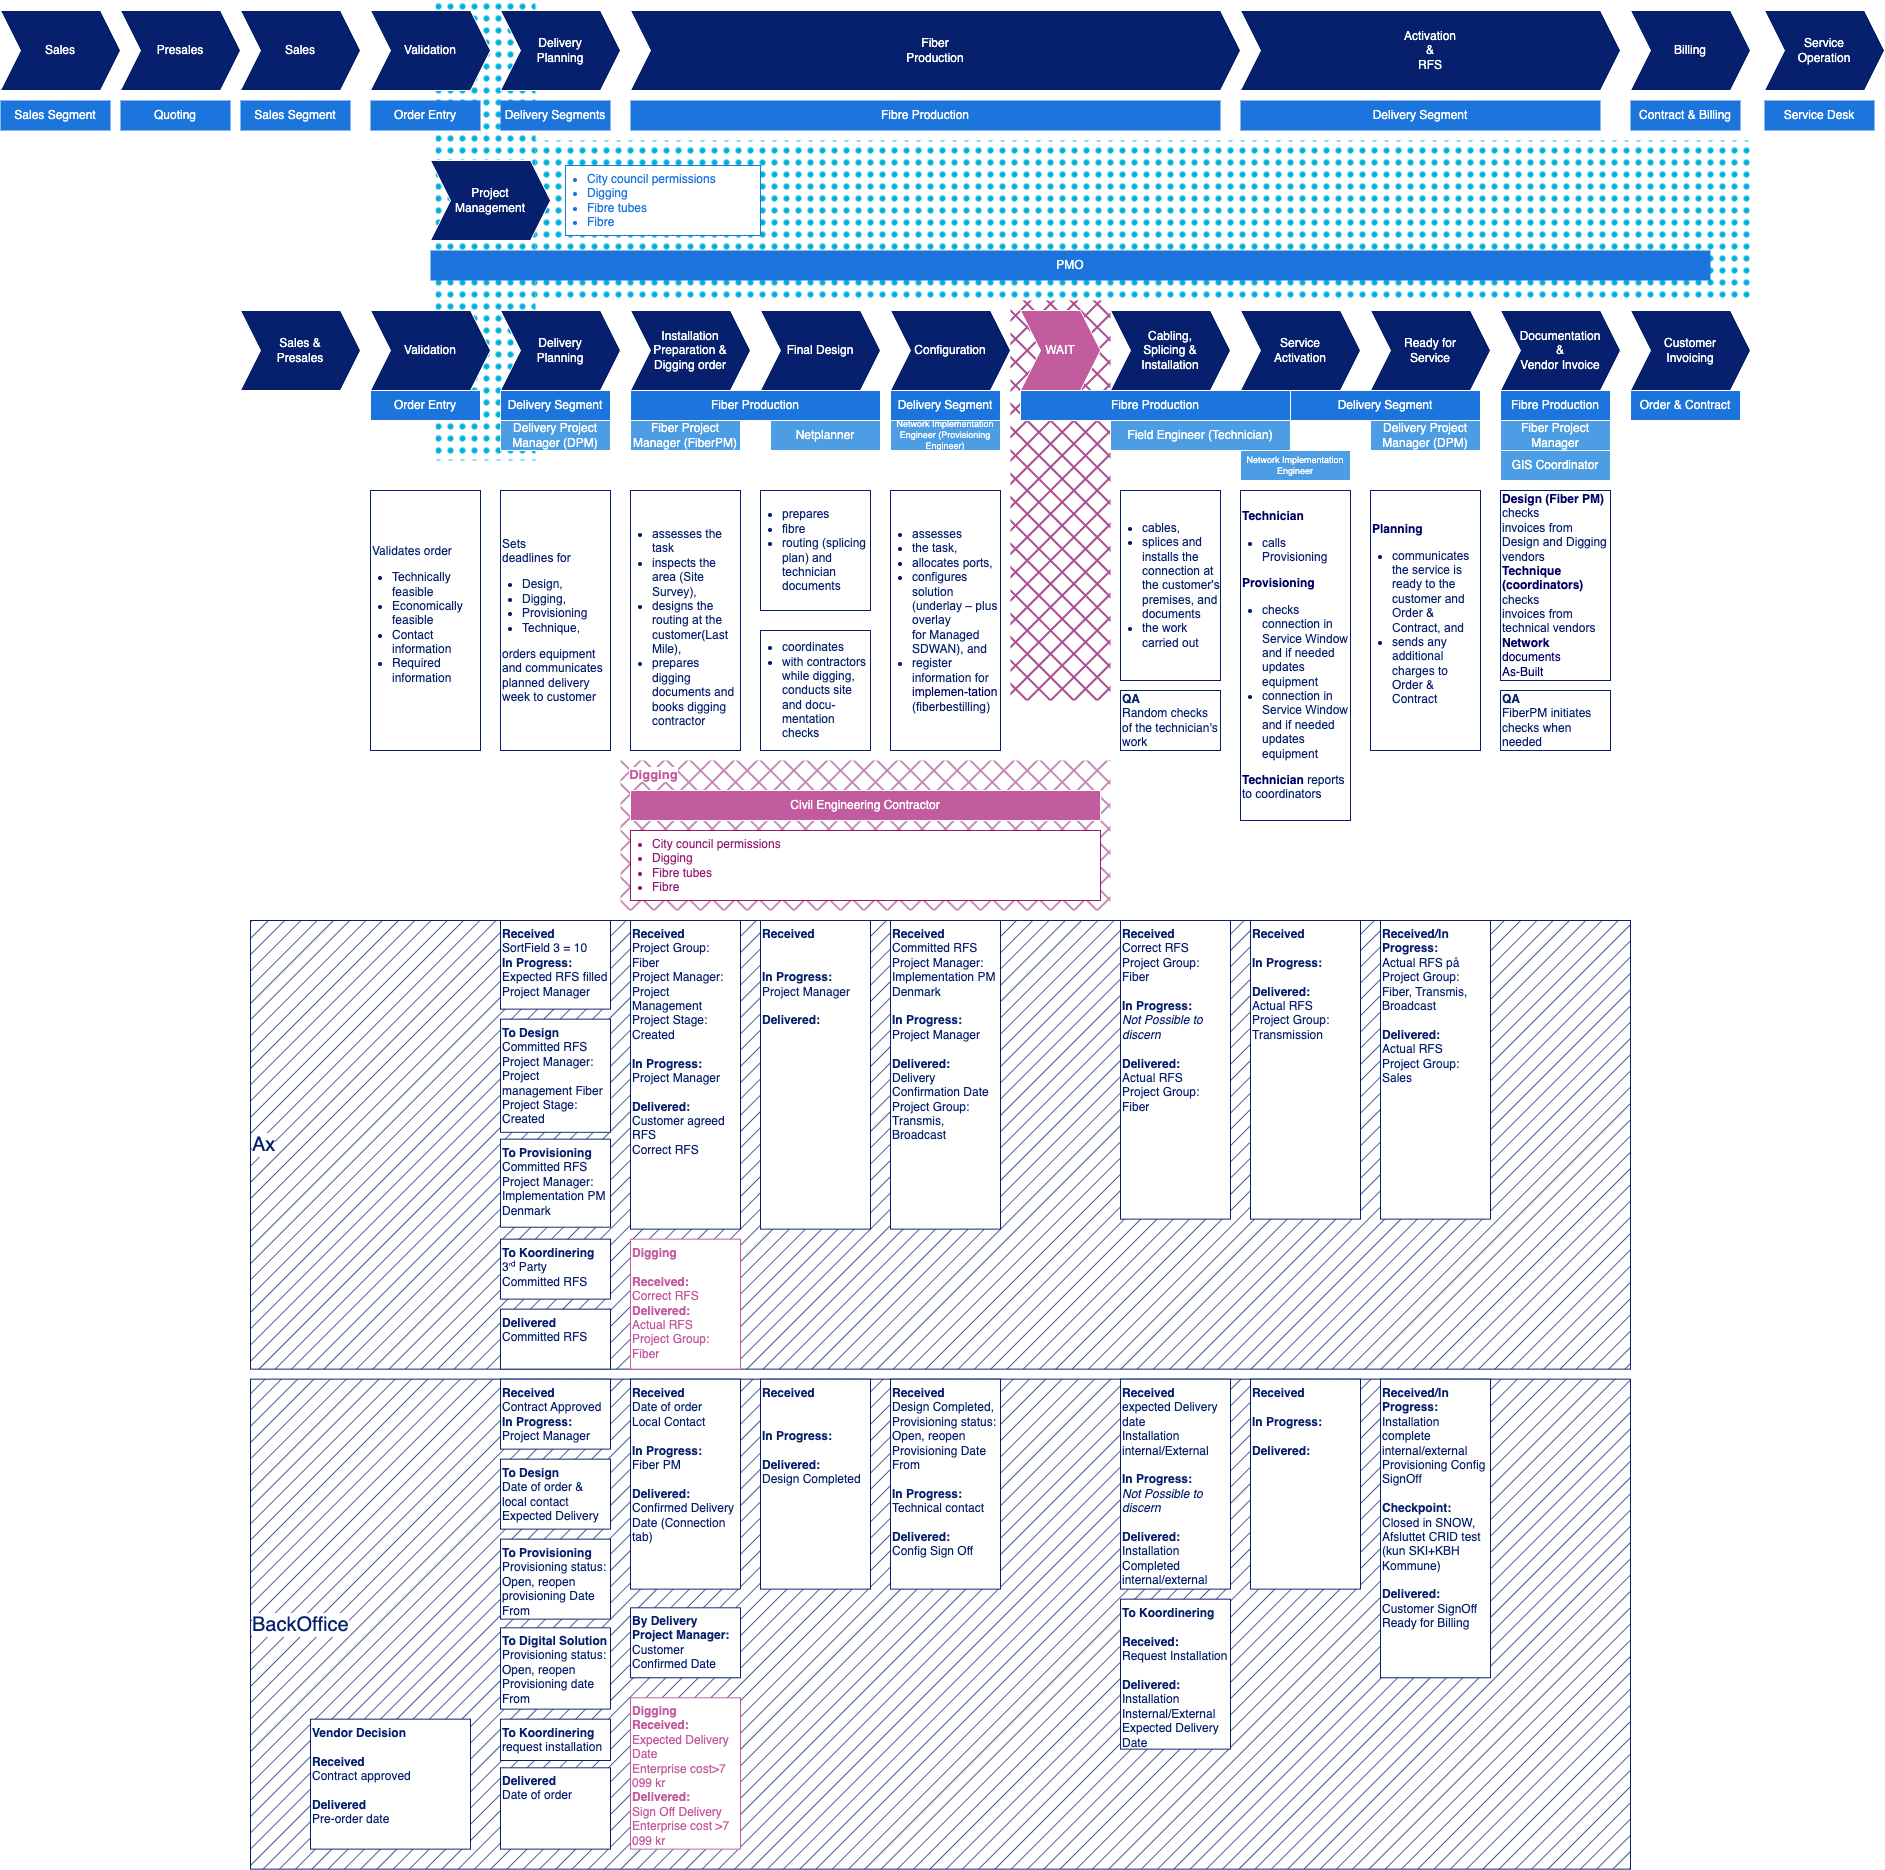 Sales
Presales
Sales
Validation
Delivery
Planning
Fiber
Production
Activation
&
RFS
Billing
Service
Operation
Sales Segment
Quoting
Sales Segment
Order Entry
Delivery Segments
Fibre Production
Delivery Segment
Contract & Billing
Service Desk
Project
Management
• City council permissions
• Digging
• Fibre tubes
• Fibre
PMO
Sales &
Presales
Validation
Delivery
Planning
Installation
Preparation &
Digging order
Final Design
Configuration
WAIT
Cabling,
Splicing &
Installation
Service
Activation
Ready for
Service
Documentation
&
Vendor Invoice
Customer
Invoicing
Order Entry
Delivery Segment
Fiber Production
Delivery Segment
Fibre Production
Delivery Segment
Fibre Production
Order & Contract
Delivery Project
Manager (DPM)
Fiber Project
Manager (FiberPM)
Netplanner
Network Implementation
Engineer (Provisioning
Engineer)
Field Engineer (Technician)
Delivery Project
Manager (DPM)
Fiber Project
Manager
Network Implementation
Engineer
GIS Coordinator
Validates order
• Technically
feasible
• Economically
feasible
• Contact
information
• Required
information
Sets
deadlines for
• Design,
• Digging,
• Provisioning
• Technique,
orders equipment
and communicates
planned delivery
week to customer
• assesses the
task
• inspects the
area (Site
Survey),
• designs the
routing at the
customer(Last
Mile),
• prepares
digging
documents and
books digging
contractor
• prepares
• fibre
• routing (splicing
plan) and
technician
documents
• coordinates
• with contractors
while digging,
conducts site
and docu-
mentation
checks
• assesses
• the task,
• allocates ports,
• configures
solution
(underlay – plus
overlay
for Managed
SDWAN), and
• register
information for
implemen-tation
(fiberbestilling)
• cables,
• splices and
installs the
connection at
the customer's
premises, and
documents
• the work
carried out
QA
Random checks
of the technician's
work
Technician
• calls
Provisioning
Provisioning
• checks
connection in
Service Window
and if needed
updates
equipment
• connection in
Service Window
and if needed
updates
equipment
Technician reports
to coordinators
Planning
• communicates
the service is
ready to the
customer and
Order &
Contract, and
• sends any
additional
charges to
Order &
Contract
Design (Fiber PM)
checks
invoices from
Design and Digging
vendors
Technique
(coordinators)
checks
invoices from
technical vendors
Network
documents
As-Built
QA
FiberPM initiates
checks when
needed
Digging
Civil Engineering Contractor
• City council permissions
• Digging
• Fibre tubes
• Fibre
Ax
Received
SortField 3 = 10
In Progress:
Expected RFS filled
Project Manager
To Design
Committed RFS
Project Manager:
Project
management Fiber
Project Stage:
Created
To Provisioning
Committed RFS
Project Manager:
Implementation PM
Denmark
To Koordinering
3rd Party
Committed RFS
Delivered
Committed RFS
Received
Project Group:
Fiber
Project Manager:
Project
Management
Project Stage:
Created
In Progress:
Project Manager
Delivered:
Customer agreed
RFS
Correct RFS
Digging
Received:
Correct RFS
Delivered:
Actual RFS
Project Group:
Fiber
Received
In Progress:
Project Manager
Delivered:
Received
Committed RFS
Project Manager:
Implementation PM
Denmark
In Progress:
Project Manager
Delivered:
Delivery
Confirmation Date
Project Group:
Transmis,
Broadcast
Received
Correct RFS
Project Group:
Fiber
In Progress:
Not Possible to
discern
Delivered:
Actual RFS
Project Group:
Fiber
Received
In Progress:
Delivered:
Actual RFS
Project Group:
Transmission
Received/In
Progress:
Actual RFS på
Project Group:
Fiber, Transmis,
Broadcast
Delivered:
Actual RFS
Project Group:
Sales
BackOffice
Vendor Decision
Received
Contract approved
Delivered
Pre-order date
Received
Contract Approved
In Progress:
Project Manager
To Design
Date of order &
local contact
Expected Delivery
To Provisioning
Provisioning status:
Open, reopen
provisioning Date
From
To Digital Solution
Provisioning status:
Open, reopen
Provisioning date
From
To Koordinering
request installation
Delivered
Date of order
Received
Date of order
Local Contact
In Progress:
Fiber PM
Delivered:
Confirmed Delivery
Date (Connection
tab)
By Delivery
Project Manager:
Customer
Confirmed Date
Digging
Received:
Expected Delivery
Date
Enterprise cost>7
099 kr
Delivered:
Sign Off Delivery
Enterprise cost >7
099 kr
Received
In Progress:
Delivered:
Design Completed
Received
Design Completed,
Provisioning status:
Open, reopen
Provisioning Date
From
In Progress:
Technical contact
Delivered:
Config Sign Off
Received
expected Delivery
date
Installation
internal/External
In Progress:
Not Possible to
discern
Delivered:
Installation
Completed
internal/external
To Koordinering
Received:
Request Installation
Delivered:
Installation
Insternal/External
Expected Delivery
Date
Received
In Progress:
Delivered:
Received/In
Progress:
Installation
complete
internal/external
Provisioning Config
SignOff
Checkpoint:
Closed in SNOW,
Afsluttet CRID test
(kun SKI+KBH
Kommune)
Delivered:
Customer SignOff
Ready for Billing